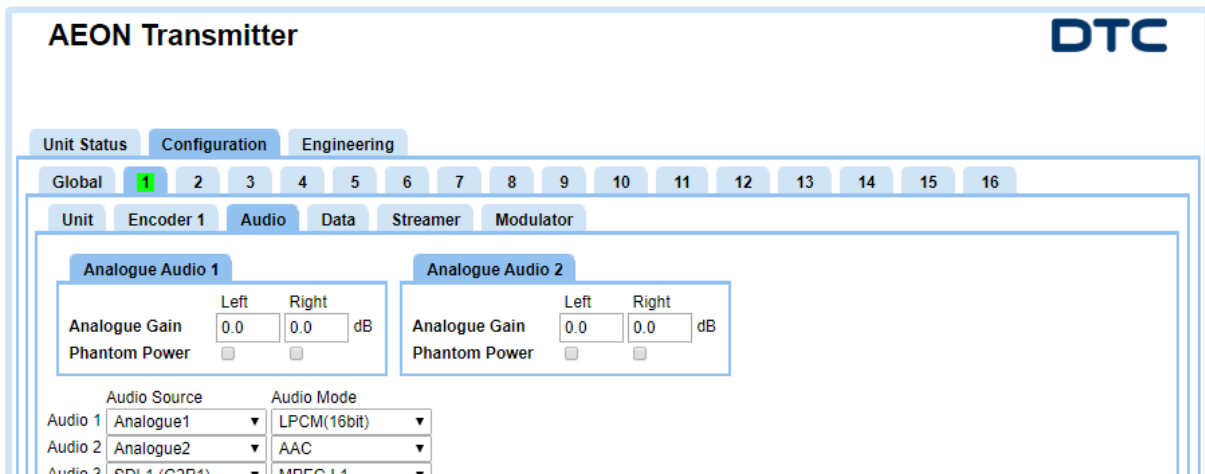 AEON Transmitter
DTC
Unit Status Configuration Engineering
Global 1 2 3 4 5 6 7 8 9 10 11 12 13 14 15 16
Unit Encoder 1 Audio Data Streamer Modulator
Analogue Audio 1 Analogue Audio 2
Left Right Left Right
Analogue Gain 0.0 0.0 dB Analogue Gain 0.0 0.0 dB
Phantom Power Phantom Power
Audio Source Audio Mode
Audio 1 Analogue1 LPCM(16bit)
Audio 2 Analogue2 AAC
Audio 3